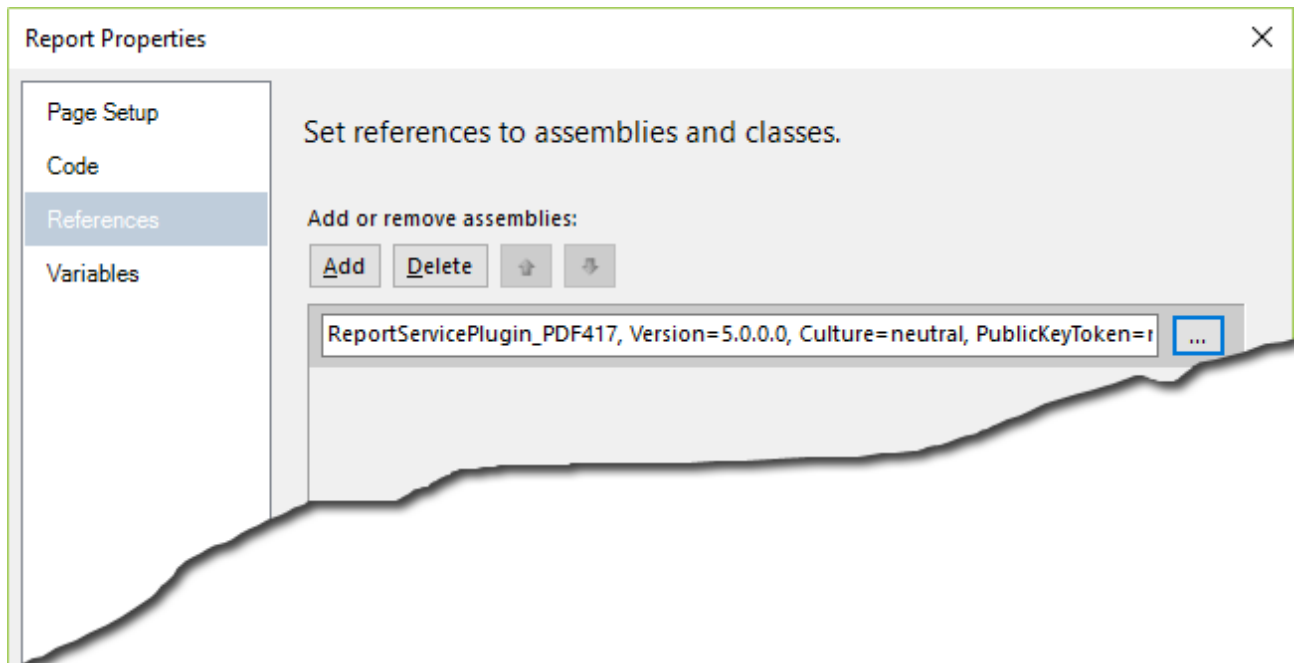 Report Properties
Page Setup
Code
References
Variables
Set references to assemblies and classes.
Add or remove assemblies:
Add Delete
ReportServicePlugin_PDF417, Version=5.0.0.0, Culture=neutral, PublicKeyToken= ...